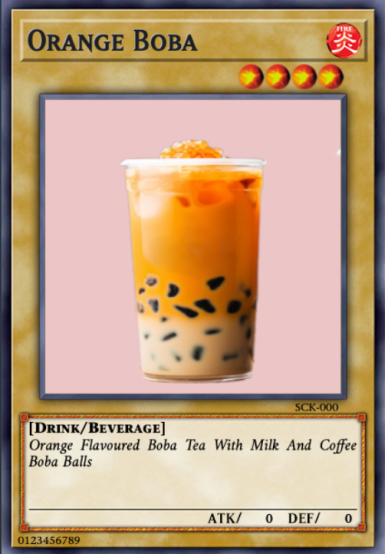 Orange Boba
FIRE
炎
SCK-000
[Drink/Beverage]
Orange Flavoured Boba Tea With Milk And Coffee
Boba Balls
ATK/ 0 DEF/ 0
0123456789